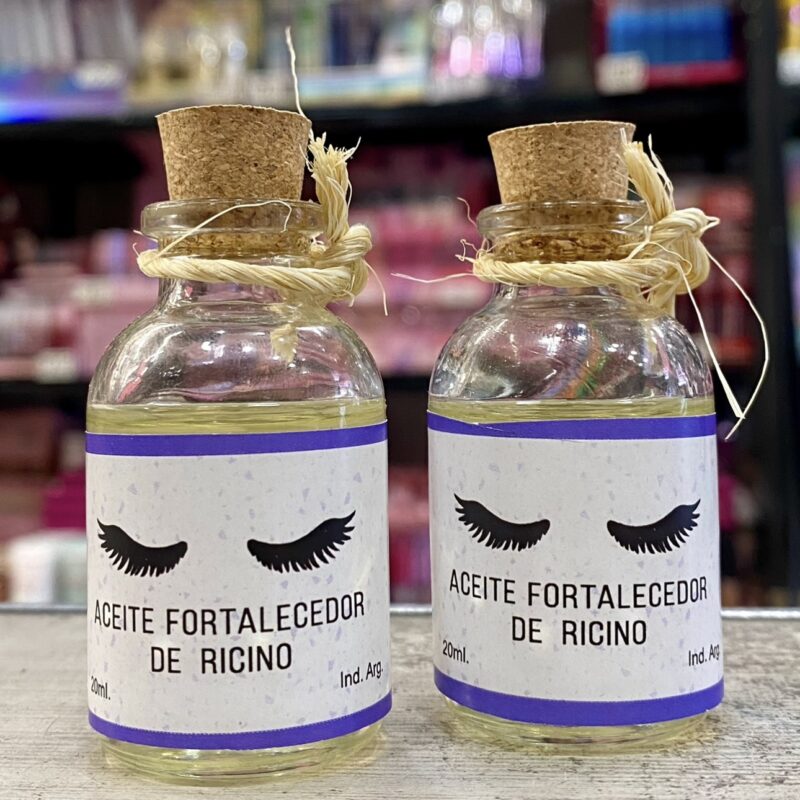 ACEITE FORTALECEDOR
DE RICINO
20ml.
Ind. Arg.
ACEITE FORTALECEDOR
DE RICINO
20ml.
Ind. Arg.